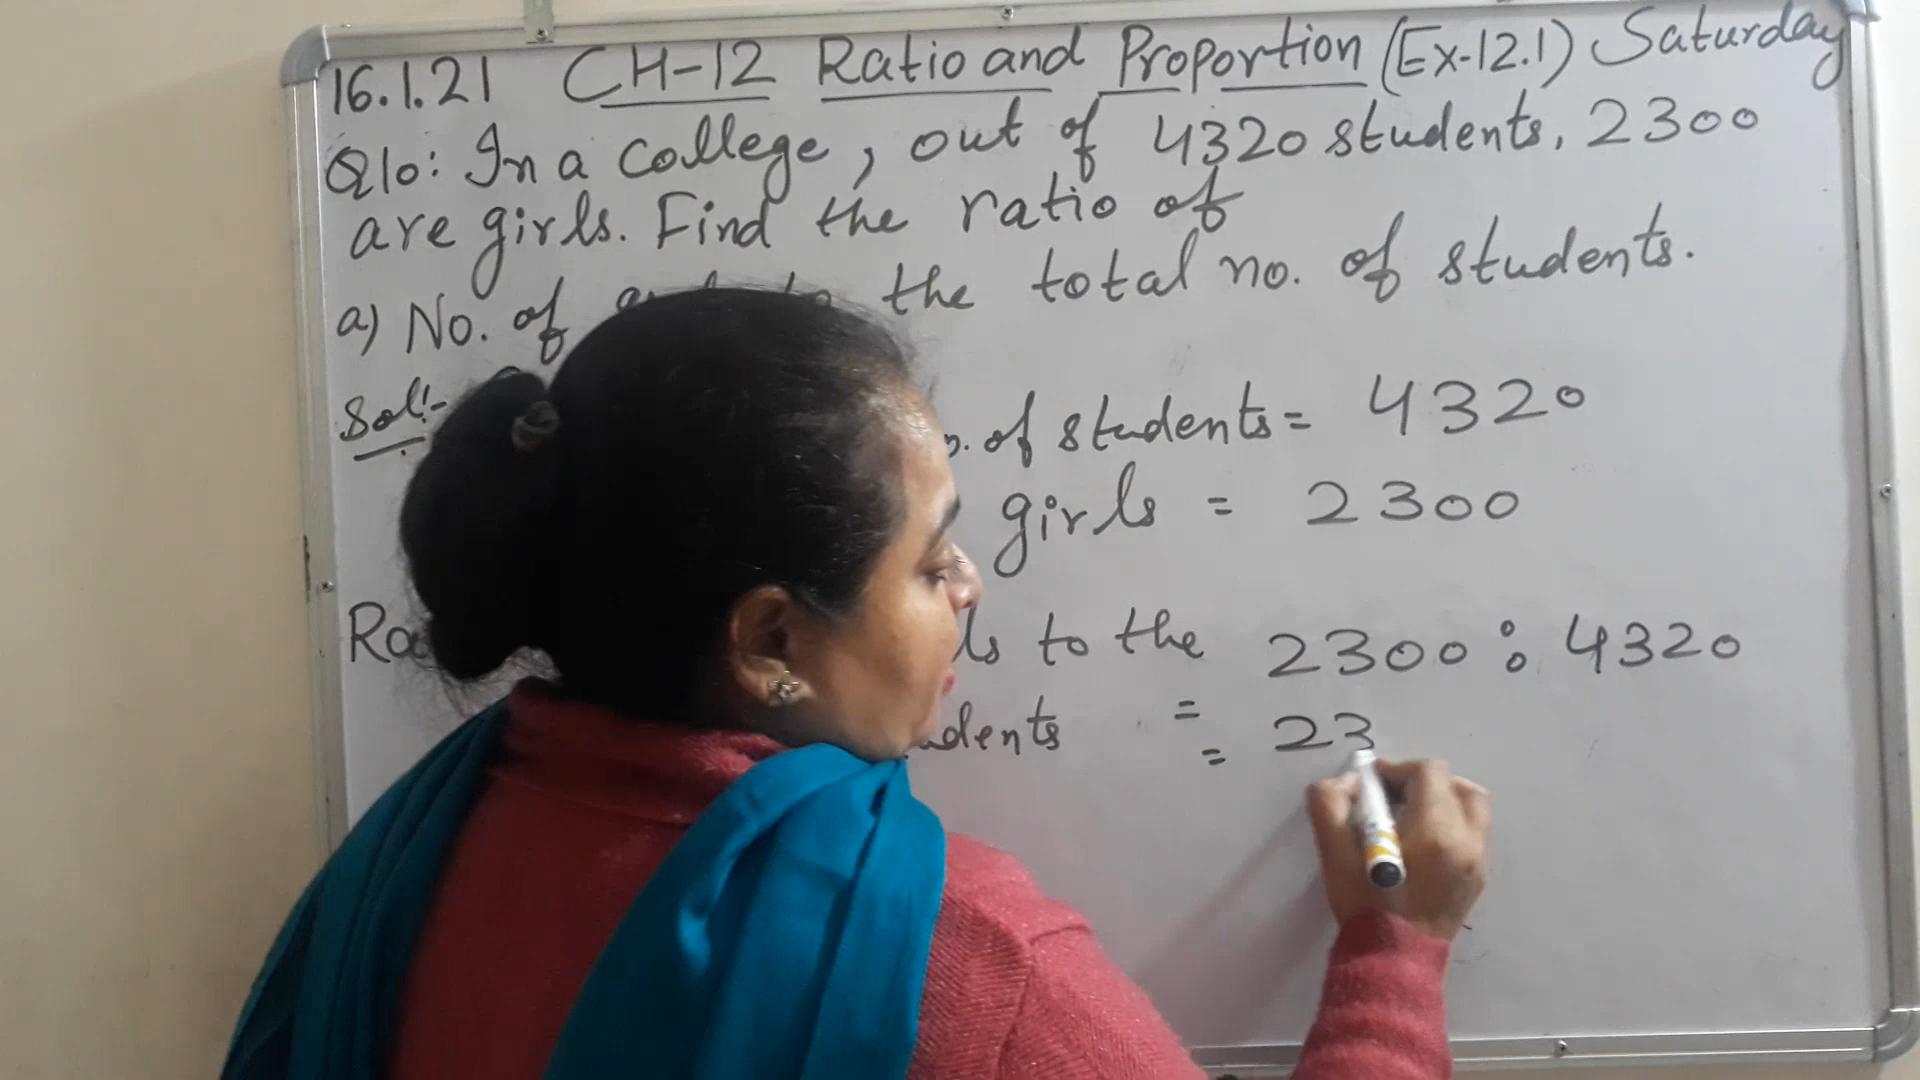 16.1.21 CH-12 Ratio and Proportion (Ex-12.1) Saturday
Q10: In a college, out of 4320 students, 2300
are girls. Find the ratio of
a) No. of the total no. of students.
Sol:- of students = 4320
girls = 2300
to the 2300 : 4320
=
= 23